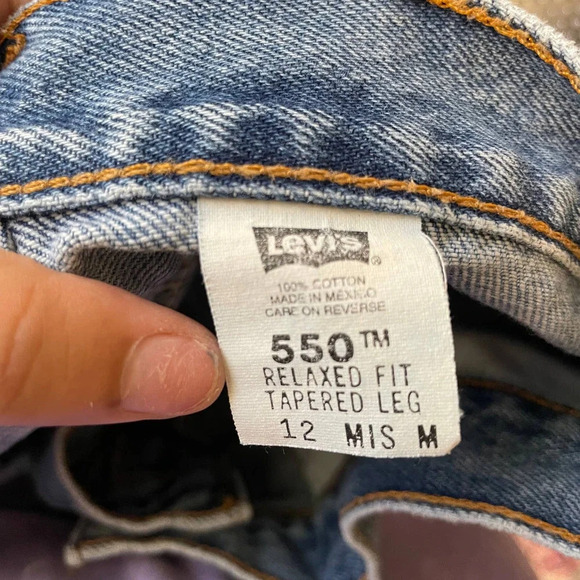 LEVI'S ®
100% COTTON
MADE IN MEXICO
CARE ON REVERSE
550™
RELAXED FIT
TAPERED LEG
12 MIS M